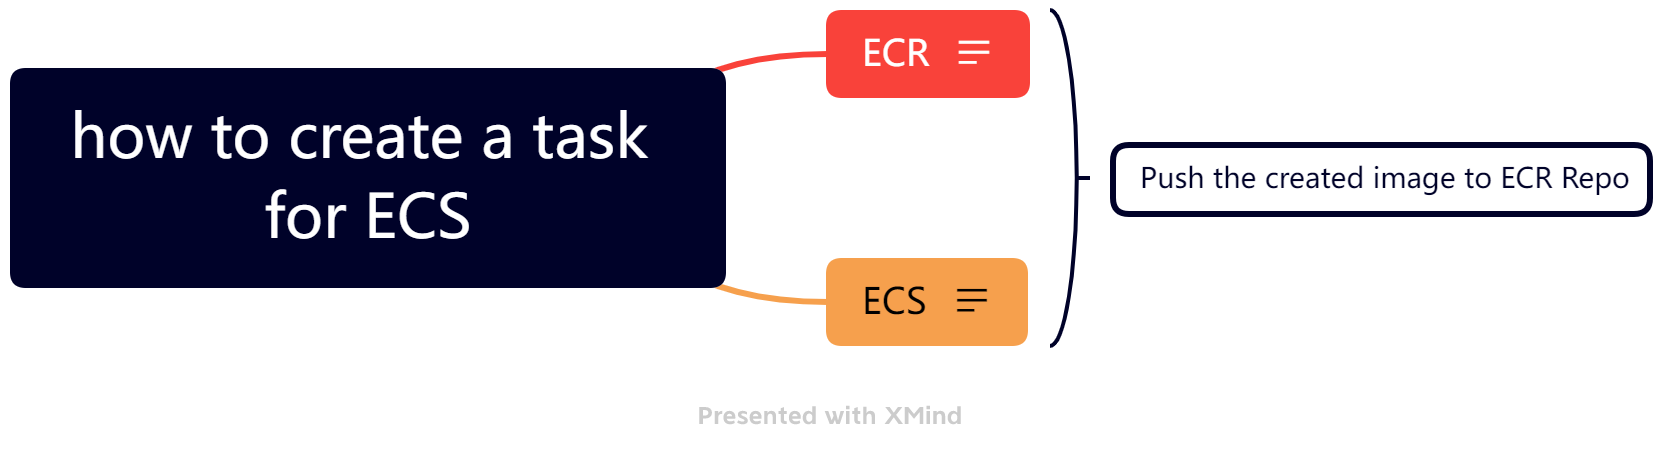 how to create a task
for ECS
ECR
ECS
Push the created image to ECR Repo
Presented with XMind